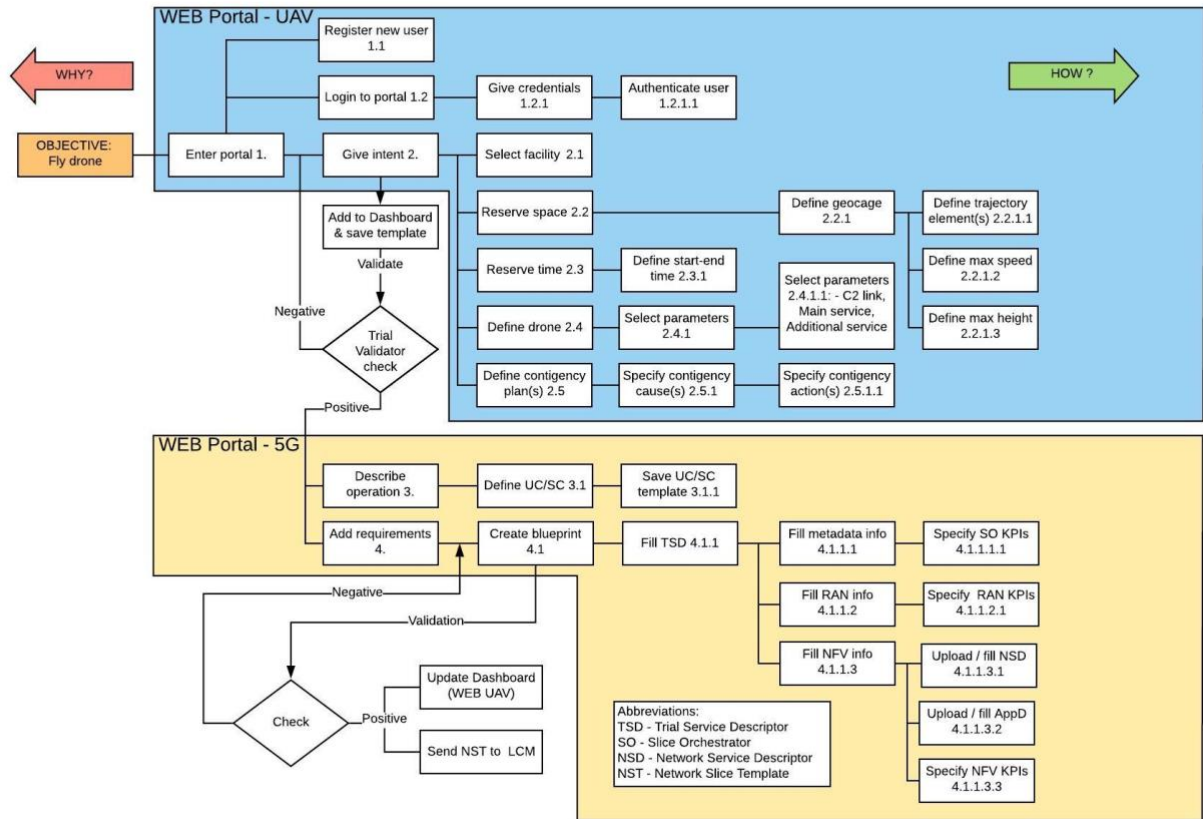 WEB Portal - UAV
Register new user
1.1
WHY?
HOW ?
Login to portal 1.2
Give credentials
1.2.1
Authenticate user
1.2.1.1
OBJECTIVE:
Fly drone
Enter portal 1.
Give intent 2.
Select facility 2.1
Add to Dashboard
& save template
Reserve space 2.2
Define geocage
2.2.1
Define trajectory
element(s) 2.2.1.1
Validate
Reserve time 2.3
Define start-end
time 2.3.1
Select parameters
2.4.1.1: - C2 link,
Main service,
Additional service
Define max speed
2.2.1.2
Negative
Trial
Validator
check
Define drone 2.4
Select parameters
2.4.1
Define max height
2.2.1.3
Define contigency
plan(s) 2.5
Specify contigency
cause(s) 2.5.1
Specify contigency
action(s) 2.5.1.1
Positive
WEB Portal - 5G
Describe
operation 3.
Define UC/SC 3.1
Save UC/SC
template 3.1.1
Add requirements
4.
Create blueprint
4.1
Fill TSD 4.1.1
Fill metadata info
4.1.1.1
Specify SO KPIs
4.1.1.1.1
Negative
Validation
Fill RAN info
4.1.1.2
Specify RAN KPIs
4.1.1.2.1
Fill NFV info
4.1.1.3
Upload / fill NSD
4.1.1.3.1
Check
Positive
Update Dashboard
(WEB UAV)
Send NST to LCM
Abbreviations:
TSD - Trial Service Descriptor
SO - Slice Orchestrator
NSD - Network Service Descriptor
NST - Network Slice Template
Upload / fill AppD
4.1.1.3.2
Specify NFV KPIs
4.1.1.3.3